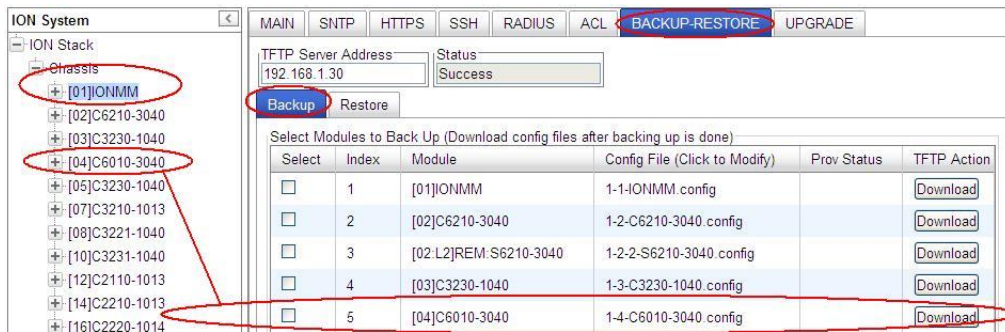 ION System <
ION Stack
Chassis
[01]IONMM
[02]C6210-3040
[03]C3230-1040
[04]C6010-3040
[05]C3230-1040
[07]C3210-1013
[08]C3221-1040
[10]C3231-1040
[12]C2110-1013
[14]C2210-1013
[16]C2220-1014
MAIN SNTP HTTPS SSH RADIUS ACL BACKUP-RESTORE UPGRADE
TFTP Server Address Status
192.168.1.30 Success
Backup Restore
Select Modules to Back Up (Download config files after backing up is done)
Select Index Module Config File (Click to Modify) Prov Status TFTP Action
1 [01]IONMM 1-1-IONMM.config Download
2 [02]C6210-3040 1-2-C6210-3040.config Download
3 [02:L2]REM:S6210-3040 1-2-2-S6210-3040.config Download
4 [03]C3230-1040 1-3-C3230-1040.config Download
5 [04]C6010-3040 1-4-C6010-3040.config Download